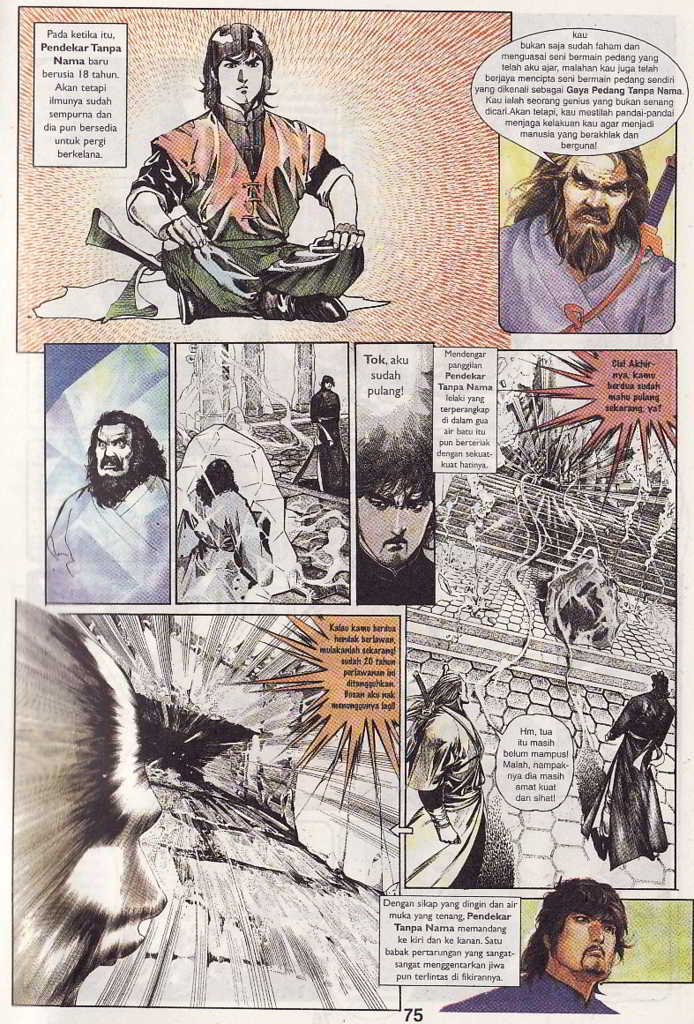 Pada ketika itu,
Pendekar Tanpa
Nama baru
berusia 18 tahun.
Akan tetapi
ilmunya sudah
sempurna dan
dia pun bersedia
untuk pergi
berkelana.
kau
bukan saja sudah faham dan
menguasai seni bermain pedang yang
telah aku ajar, malahan kau juga telah
berjaya mencipta seni bermain pedang sendiri
yang dikenali sebagai Gaya Pedang Tanpa Nama.
Kau ialah seorang genius yang bukan senang
dicari.Akan tetapi, kau mestilah pandai-pandai
menjaga kelakuan kau agar menjadi
manusia yang berakhlak dan
berguna!
Tok, aku
sudah
pulang!
Mendengar
panggilan
Pendekar
Tanpa Nama
lelaki yang
terperangkap
di dalam gua
air batu itu
pun berteriak
dengan sekuat-
kuat hatinya.
Cis! Akhir-
nya, kamu
berdua sudah
mahu pulang
sekarang, ya?
Kalau kamu berdua
hendak berlawan,
mulakanlah sekarang!
sudah 20 tahun
perlawanan ini
ditangguhkan.
Bosan aku nak
menunggunya lagi!
Hm, tua
itu masih
belum mampus!
Malah, nampak-
nya dia masih
amat kuat
dan sihat!
Dengan sikap yang dingin dan air
muka yang tenang, Pendekar
Tanpa Nama memandang
ke kiri dan ke kanan. Satu
babak pertarungan yang sangat-
sangat menggentarkan jiwa
pun terlintas di fikirannya.
75